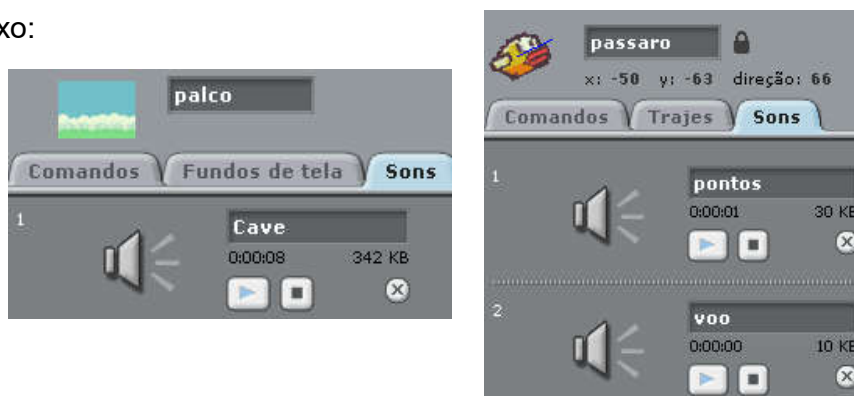 xo:
palco
Comandos Fundos de tela Sons
1
Cave
0:00:08 342 KB
passaro
x: -50 y: -63 direção: 66
Comandos Trajes Sons
1
pontos
0:00:01 30 KB
2
voo
0:00:00 10 KB